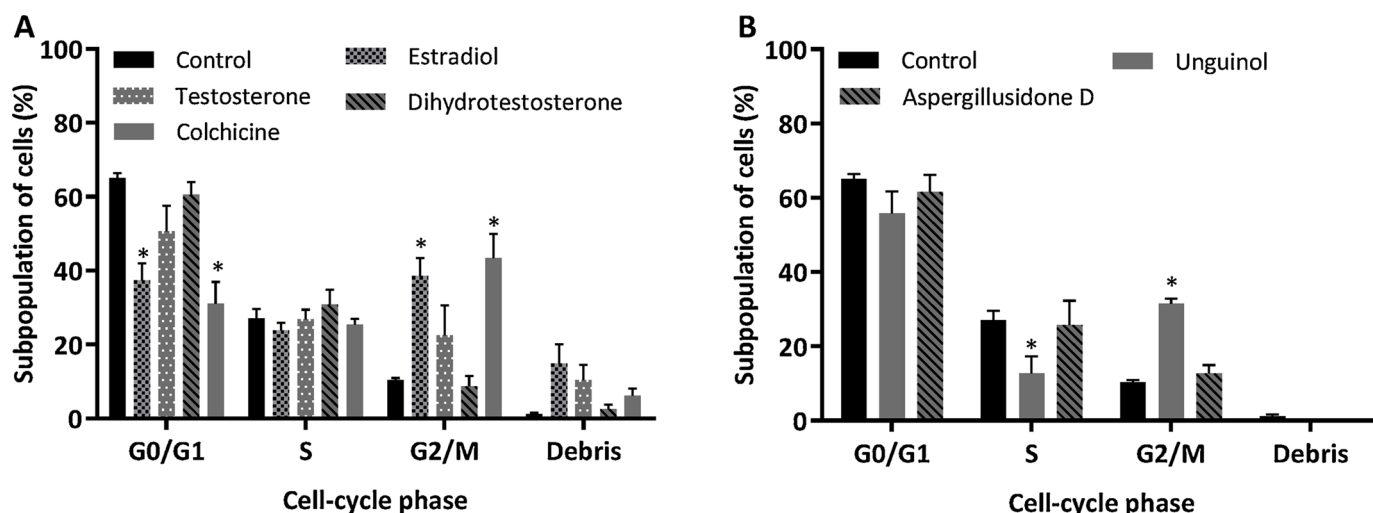 A
Subpopulation of cells (%)
100
80
60
40
20
0
Control
Testosterone
Colchicine
Estradiol
Dihydrotestosterone
*
*
*
*
G0/G1 S G2/M Debris
Cell-cycle phase
B
Subpopulation of cells (%)
100
80
60
40
20
0
Control
Aspergillusidone D
Unguinol
*
*
G0/G1 S G2/M Debris
Cell-cycle phase